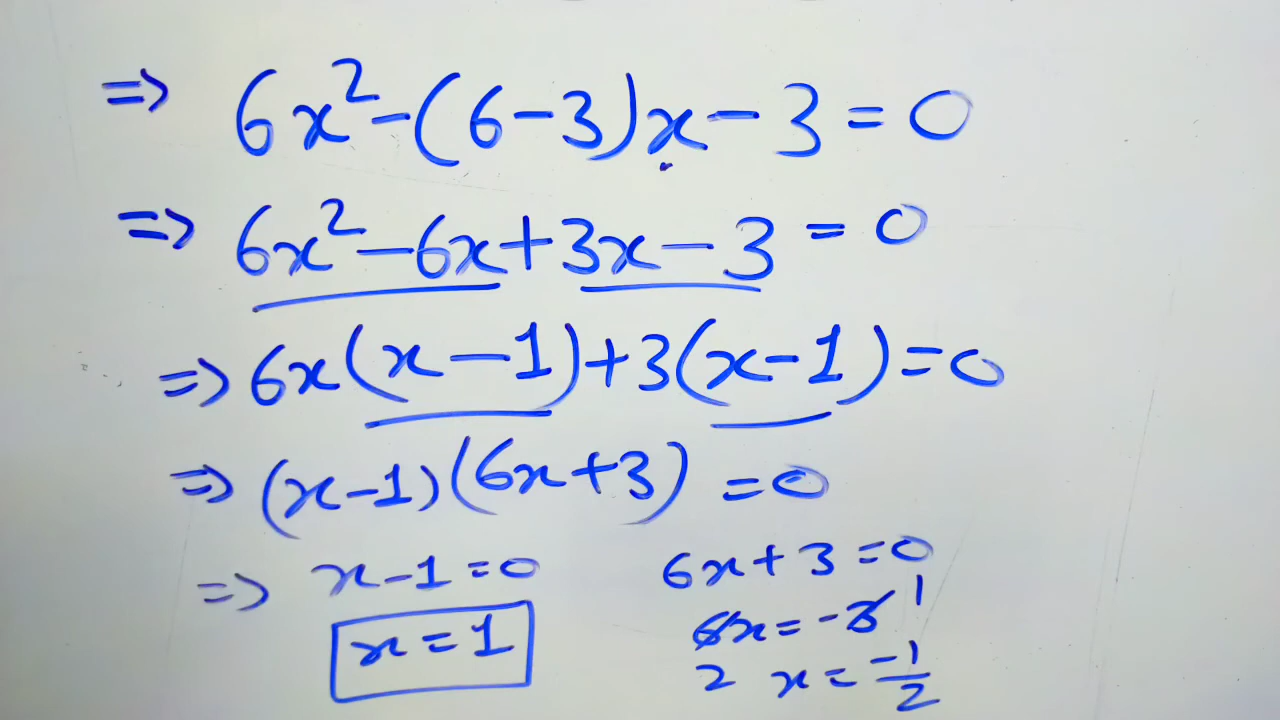 ⇒ 6x² - (6 - 3)x - 3 = 0
⇒ 6x² - 6x + 3x - 3 = 0
⇒ 6x(x - 1) + 3(x - 1) = 0
⇒ (x - 1)(6x + 3) = 0
⇒ x - 1 = 0
x = 1
6x + 3 = 0
6x = -3 1
2 x = -1/2